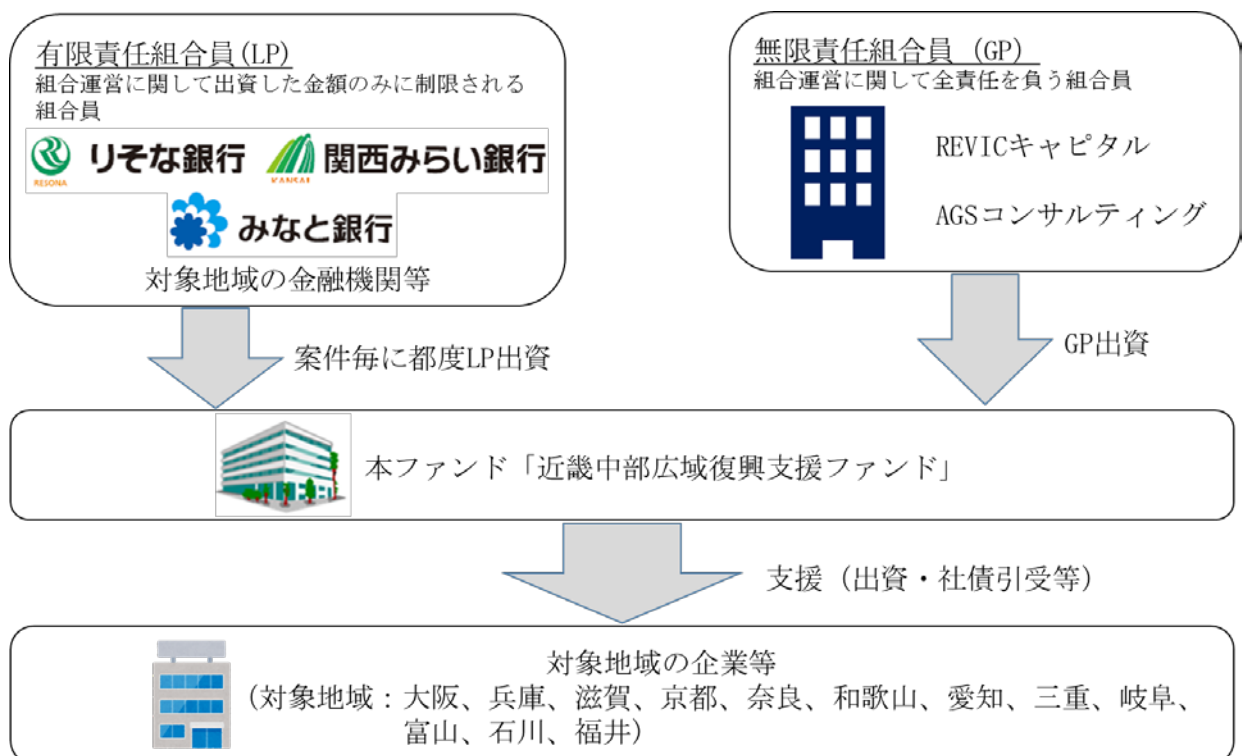 有限責任組合員(LP)
組合運営に関して出資した金額のみに制限される
組合員
RESONA
りそな銀行
KANSAI
関西みらい銀行
みなと銀行
対象地域の金融機関等
無限責任組合員 (GP)
組合運営に関して全責任を負う組合員
REVICキャピタル
AGSコンサルティング
案件毎に都度LP出資
GP出資
本ファンド「近畿中部広域復興支援ファンド」
支援（出資・社債引受等）
対象地域の企業等
(対象地域：大阪、兵庫、滋賀、京都、奈良、和歌山、愛知、三重、岐阜、
富山、石川、福井)